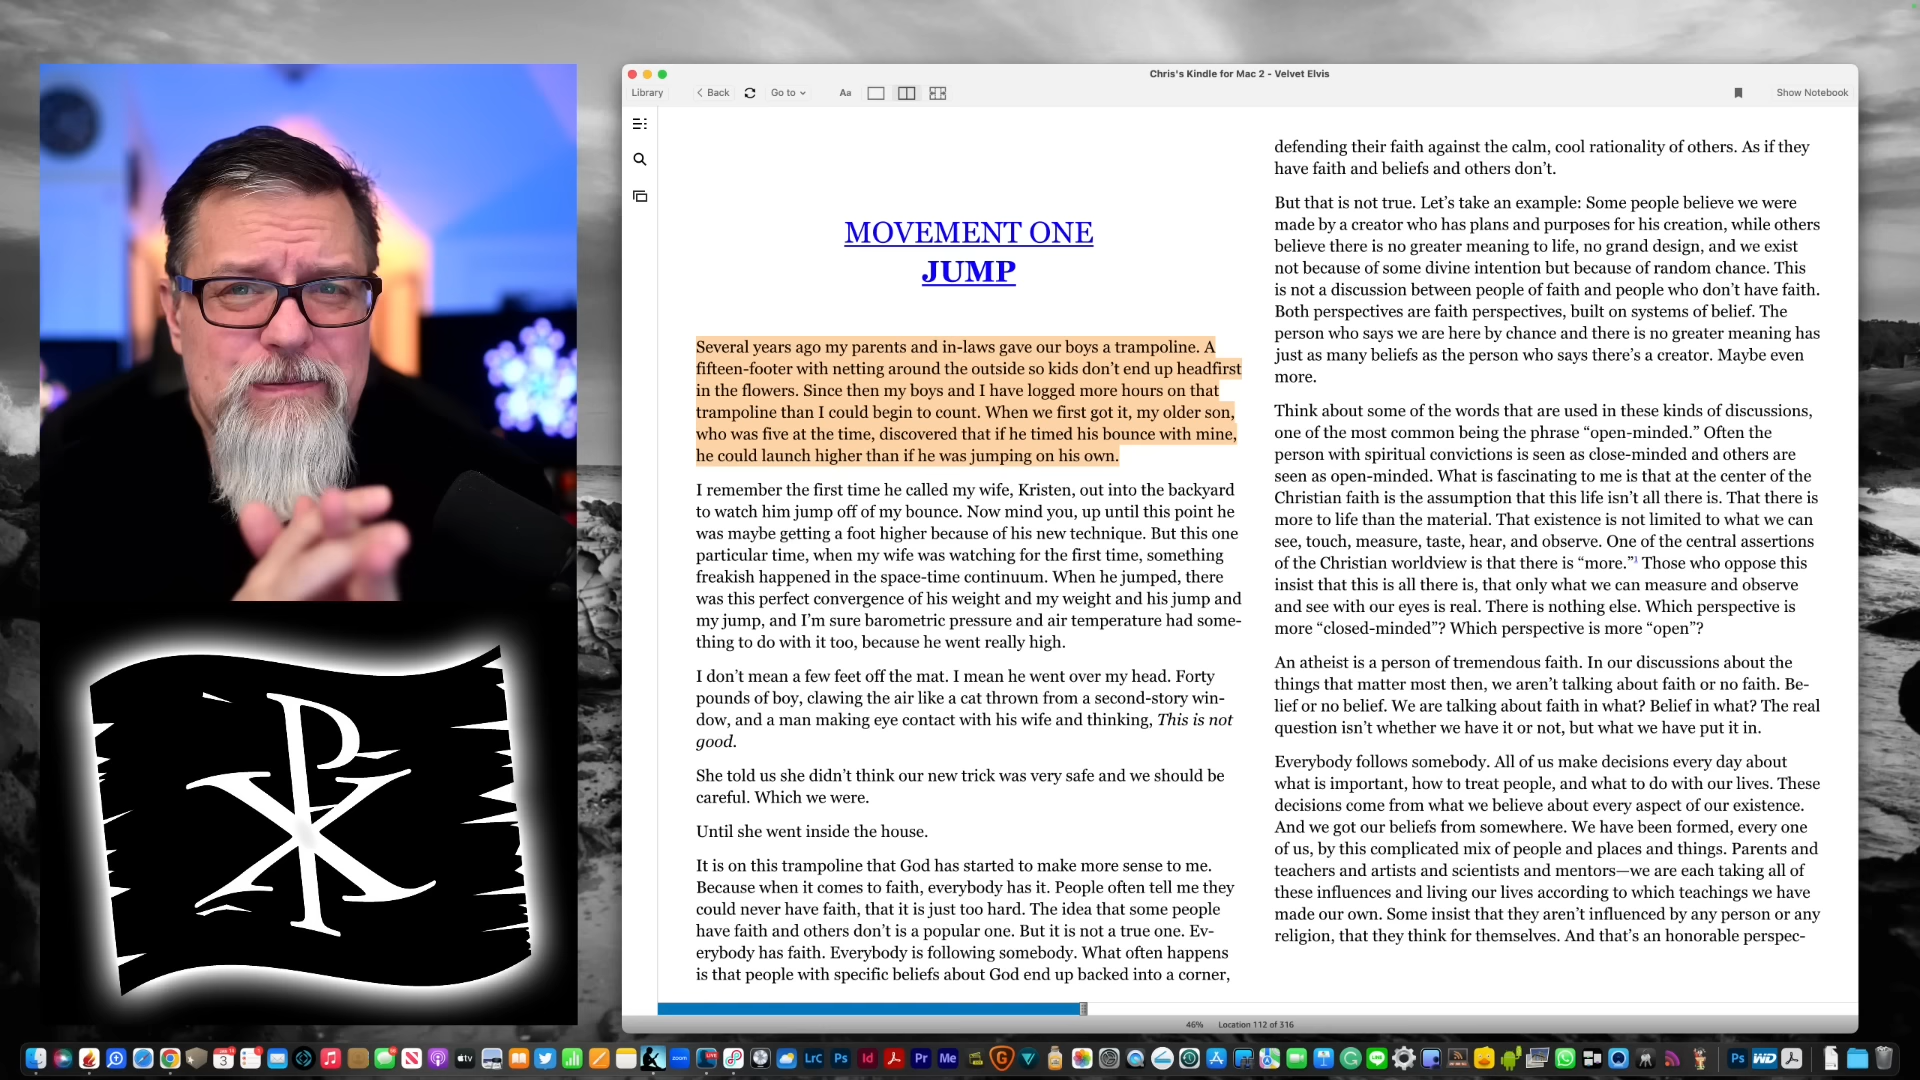 Chris's Kindle for Mac 2 - Velvet Elvis
Library
Back
Go to
Aa
Show Notebook
MOVEMENT ONE
JUMP
Several years ago my parents and in-laws gave our boys a trampoline. A
fifteen-footer with netting around the outside so kids don't end up headfirst
in the flowers. Since then my boys and I have logged more hours on that
trampoline than I could begin to count. When we first got it, my older son,
who was five at the time, discovered that if he timed his bounce with mine,
he could launch higher than if he was jumping on his own.
I remember the first time he called my wife, Kristen, out into the backyard
to watch him jump off of my bounce. Now mind you, up until this point he
was maybe getting a foot higher because of his new technique. But this one
particular time, when my wife was watching for the first time, something
freakish happened in the space-time continuum. When he jumped, there
was this perfect convergence of his weight and my weight and his jump and
my jump, and I'm sure barometric pressure and air temperature had some-
thing to do with it too, because he went really high.
I don't mean a few feet off the mat. I mean he went over my head. Forty
pounds of boy, clawing the air like a cat thrown from a second-story win-
dow, and a man making eye contact with his wife and thinking, This is not
good.
She told us she didn't think our new trick was very safe and we should be
careful. Which we were.
Until she went inside the house.
It is on this trampoline that God has started to make more sense to me.
Because when it comes to faith, everybody has it. People often tell me they
could never have faith, that it is just too hard. The idea that some people
have faith and others don't is a popular one. But it is not a true one. Ev-
erybody has faith. Everybody is following somebody. What often happens
is that people with specific beliefs about God end up backed into a corner,
defending their faith against the calm, cool rationality of others. As if they
have faith and beliefs and others don't.
But that is not true. Let's take an example: Some people believe we were
made by a creator who has plans and purposes for his creation, while others
believe there is no greater meaning to life, no grand design, and we exist
not because of some divine intention but because of random chance. This
is not a discussion between people of faith and people who don't have faith.
Both perspectives are faith perspectives, built on systems of belief. The
person who says we are here by chance and there is no greater meaning has
just as many beliefs as the person who says there's a creator. Maybe even
more.
Think about some of the words that are used in these kinds of discussions,
one of the most common being the phrase “open-minded.” Often the
person with spiritual convictions is seen as close-minded and others are
seen as open-minded. What is fascinating to me is that at the center of the
Christian faith is the assumption that this life isn't all there is. That there is
more to life than the material. That existence is not limited to what we can
see, touch, measure, taste, hear, and observe. One of the central assertions
of the Christian worldview is that there is “more.”1 Those who oppose this
insist that this is all there is, that only what we can measure and observe
and see with our eyes is real. There is nothing else. Which perspective is
more “closed-minded”? Which perspective is more “open”?
An atheist is a person of tremendous faith. In our discussions about the
things that matter most then, we aren't talking about faith or no faith. Be-
lief or no belief. We are talking about faith in what? Belief in what? The real
question isn't whether we have it or not, but what we have put it in.
Everybody follows somebody. All of us make decisions every day about
what is important, how to treat people, and what to do with our lives. These
decisions come from what we believe about every aspect of our existence.
And we got our beliefs from somewhere. We have been formed, every one
of us, by this complicated mix of people and places and things. Parents and
teachers and artists and scientists and mentors—we are each taking all of
these influences and living our lives according to which teachings we have
made our own. Some insist that they aren't influenced by any person or any
religion, that they think for themselves. And that's an honorable perspec-
46% Location 112 of 316
3
tv
zoom
LrC
Ps
Id
Pr
Me
Ps
WD